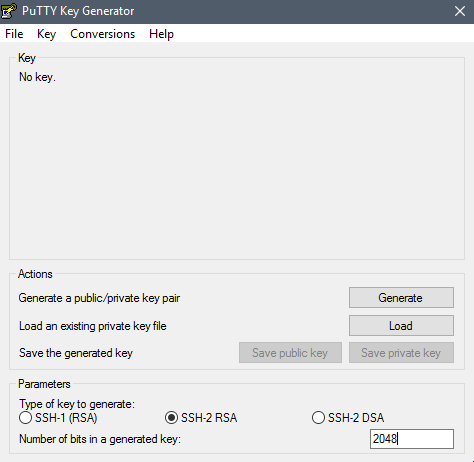 PuTTY Key Generator
File Key Conversions Help
Key
No key.
Actions
Generate a public/private key pair Generate
Load an existing private key file Load
Save the generated key Save public key Save private key
Parameters
Type of key to generate:
SSH-1 (RSA) SSH-2 RSA SSH-2 DSA
Number of bits in a generated key: 2048